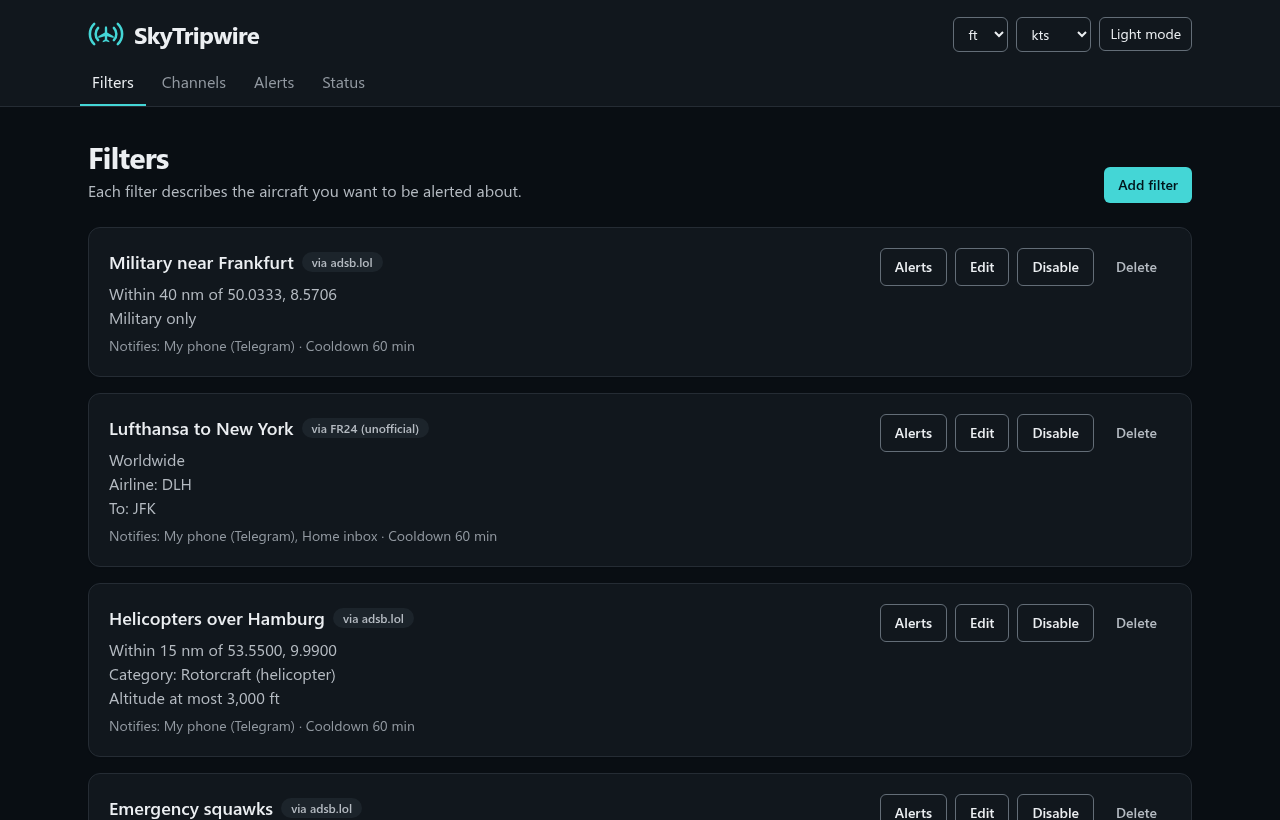 SkyTripwire
ft
kts
Light mode
Filters Channels Alerts Status
Filters
Each filter describes the aircraft you want to be alerted about.
Add filter
Military near Frankfurt via adsb.lol
Alerts Edit Disable Delete
Within 40 nm of 50.0333, 8.5706
Military only
Notifies: My phone (Telegram) · Cooldown 60 min
Lufthansa to New York via FR24 (unofficial)
Alerts Edit Disable Delete
Worldwide
Airline: DLH
To: JFK
Notifies: My phone (Telegram), Home inbox · Cooldown 60 min
Helicopters over Hamburg via adsb.lol
Alerts Edit Disable Delete
Within 15 nm of 53.5500, 9.9900
Category: Rotorcraft (helicopter)
Altitude at most 3,000 ft
Notifies: My phone (Telegram) · Cooldown 60 min
Emergency squawks via adsb.lol
Alerts Edit Disable Delete